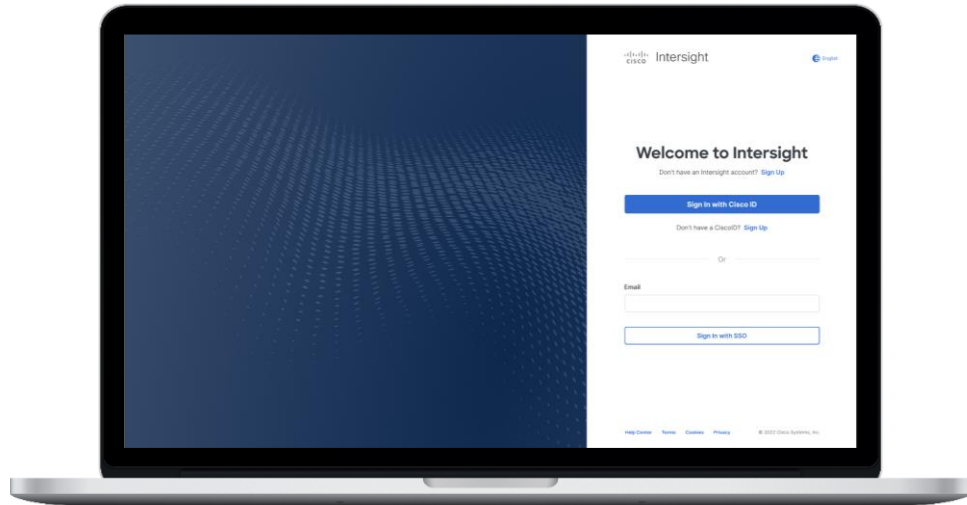 CISCO Intersight
English
Welcome to Intersight
Don't have an Intersight account? Sign Up
Sign In with Cisco ID
Don't have a CiscoID? Sign Up
Or
Email
Sign In with SSO
Help Center Terms Cookies Privacy © 2022 Cisco Systems, Inc.